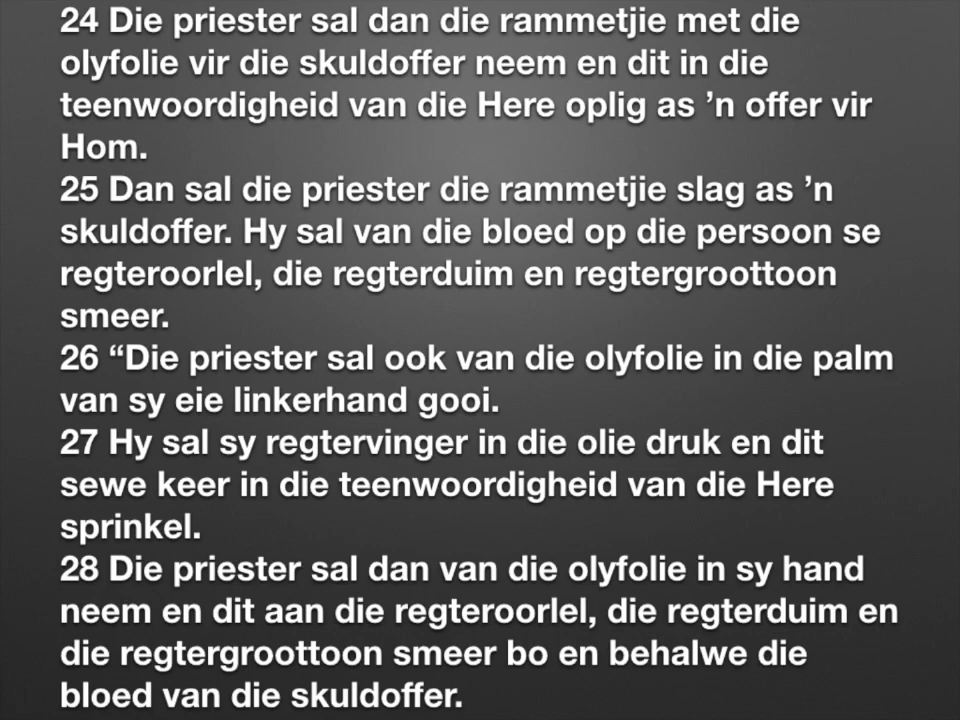 24 Die priester sal dan die rammetjie met die
olyfolie vir die skuldoffer neem en dit in die
teenwoordigheid van die Here oplig as ’n offer vir
Hom.
25 Dan sal die priester die rammetjie slag as ’n
skuldoffer. Hy sal van die bloed op die persoon se
regteroorlel, die regterduim en regtergroottoon
smeer.
26 “Die priester sal ook van die olyfolie in die palm
van sy eie linkerhand gooi.
27 Hy sal sy regtervinger in die olie druk en dit
sewe keer in die teenwoordigheid van die Here
sprinkel.
28 Die priester sal dan van die olyfolie in sy hand
neem en dit aan die regteroorlel, die regterduim en
die regtergroottoon smeer bo en behalwe die
bloed van die skuldoffer.